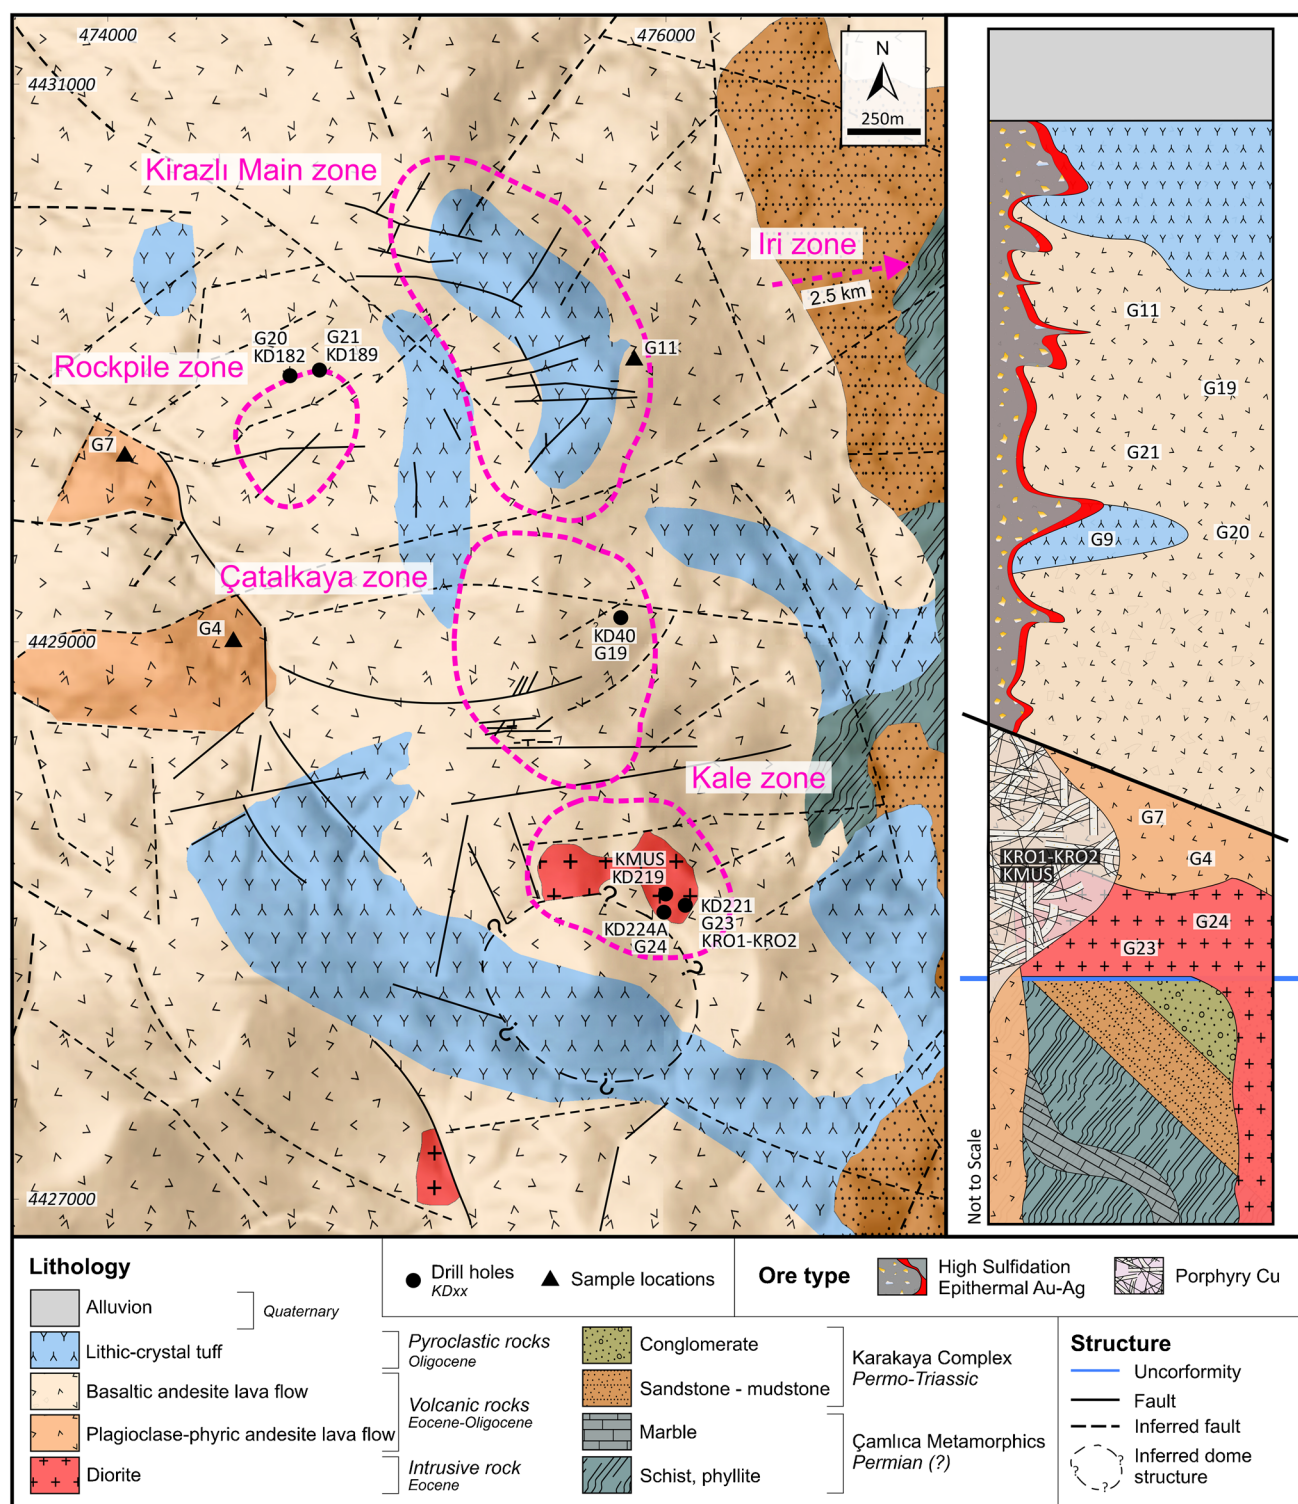 474000
476000
4431000
N
250m
Kirazlı Main zone
Iri zone
2.5 km
G20
KD182
G21
KD189
G11
Rockpile zone
G7
Çatalkaya zone
G4
4429000
KD40
G19
Kale zone
KMUS
KD219
KD221
G23
KRO1-KRO2
KD224A
G24
?
?
?
?
?
4427000
G11
G19
G21
G9
G20
G7
G4
KRO1-KRO2
KMUS
G24
G23
Not to Scale
Lithology
Alluvion
Quaternary
Lithic-crystal tuff
Pyroclastic rocks
Oligocene
Basaltic andesite lava flow
Volcanic rocks
Eocene-Oligocene
Plagioclase-phyric andesite lava flow
Diorite
Intrusive rock
Eocene
Drill holes
KDxx
Sample locations
Ore type
High Sulfidation
Epithermal Au-Ag
Porphyry Cu
Conglomerate
Sandstone - mudstone
Karakaya Complex
Permo-Triassic
Marble
Schist, phyllite
Çamlıca Metamorphics
Permian (?)
Structure
Uncorformity
Fault
Inferred fault
Inferred dome
structure
?
?
?